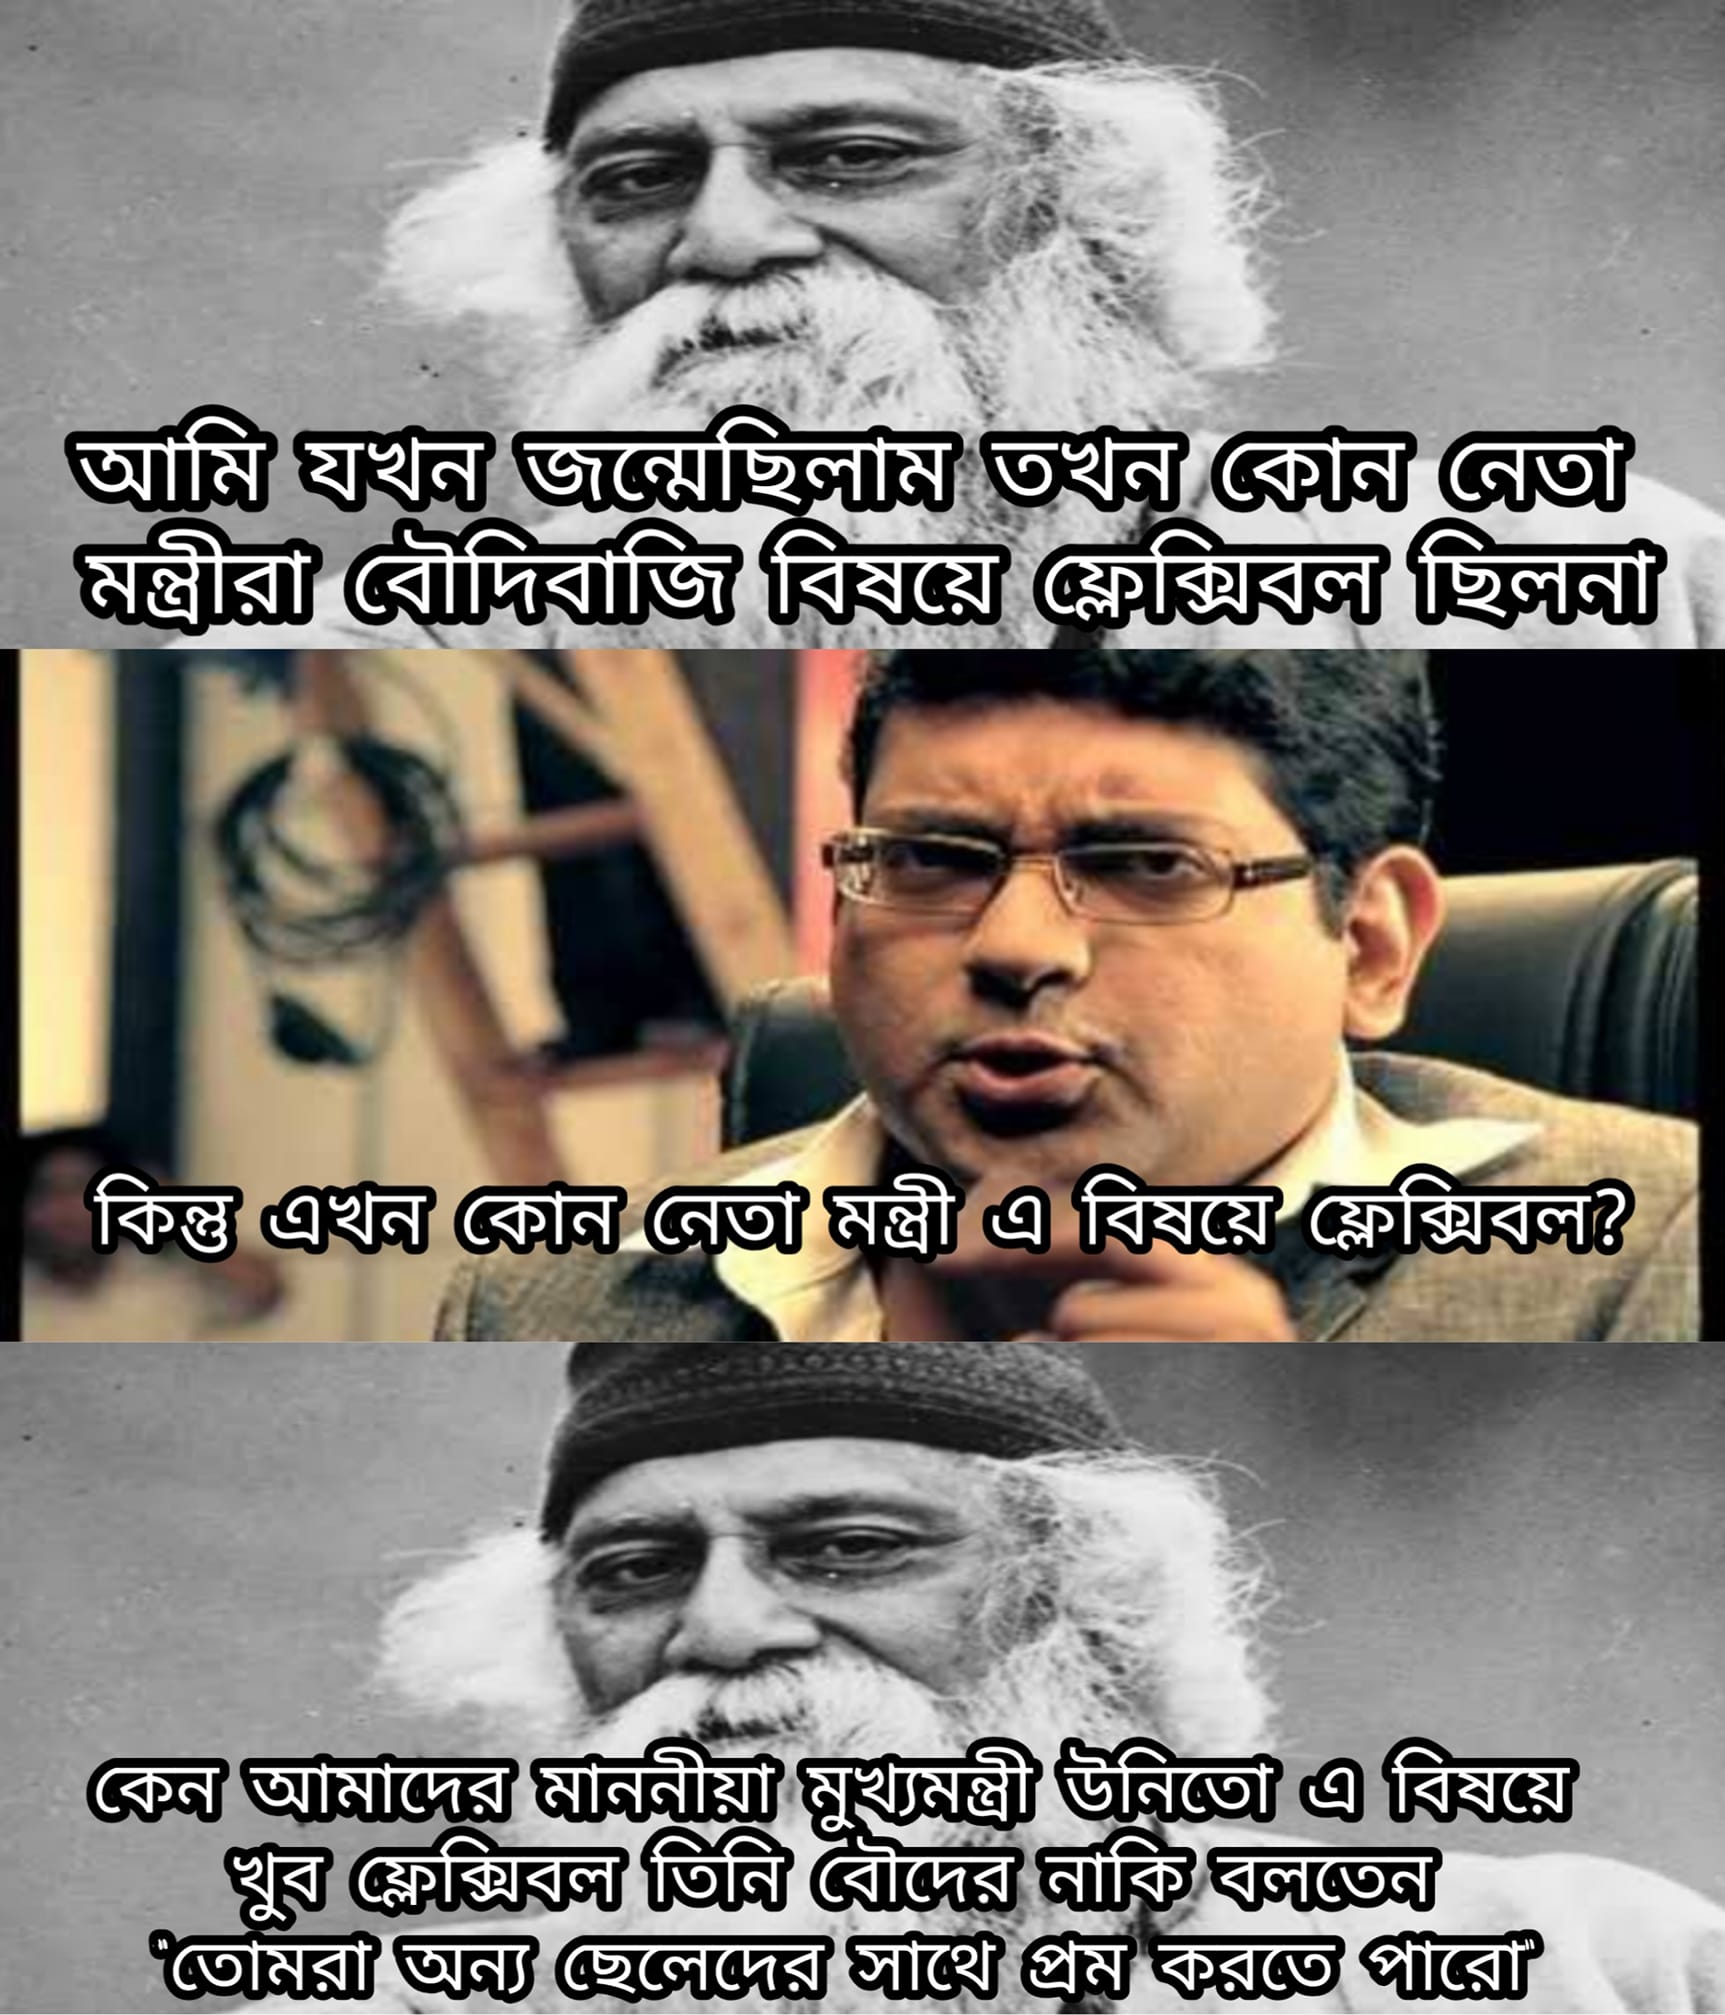 আমি যখন জন্মেছিলাম তখন কোন নেতা
মন্ত্রীরা বৌদিবাজি বিষয়ে ফ্লেক্সিবল ছিলনা
কিন্তু এখন কোন নেতা মন্ত্রী এ বিষয়ে ফ্লেক্সিবল?
কেন আমাদের মাননীয়া মুখ্যমন্ত্রী উনিতো এ বিষয়ে
খুব ফ্লেক্সিবল তিনি বৌদের নাকি বলতেন
"তোমরা অন্য ছেলেদের সাথে প্রম করতে পারো"